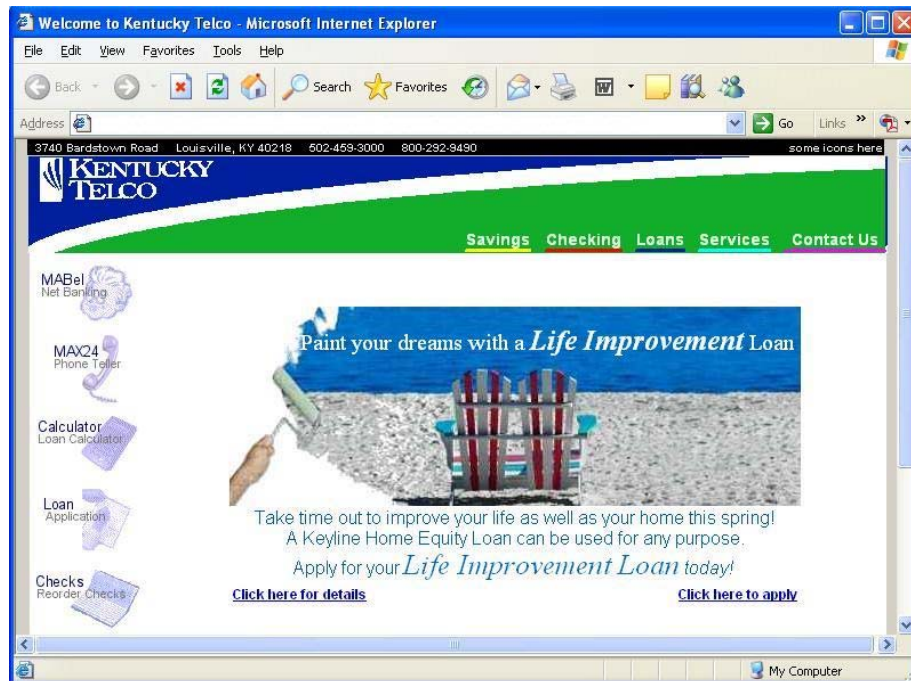 Welcome to Kentucky Telco - Microsoft Internet Explorer
File Edit View Favorites Tools Help
Back Search Favorites W
Address Go Links »
3740 Bardstown Road Louisville, KY 40218 502-459-3000 800-292-9490 some icons here
KENTUCKY
TELCO
Savings Checking Loans Services Contact Us
MABel
Net Banking
MAX24
Phone Teller
Calculator
Loan Calculator
Loan
Application
Checks
Reorder Checks
Paint your dreams with a Life Improvement Loan
Take time out to improve your life as well as your home this spring!
A Keyline Home Equity Loan can be used for any purpose.
Apply for your Life Improvement Loan today!
Click here for details Click here to apply
My Computer